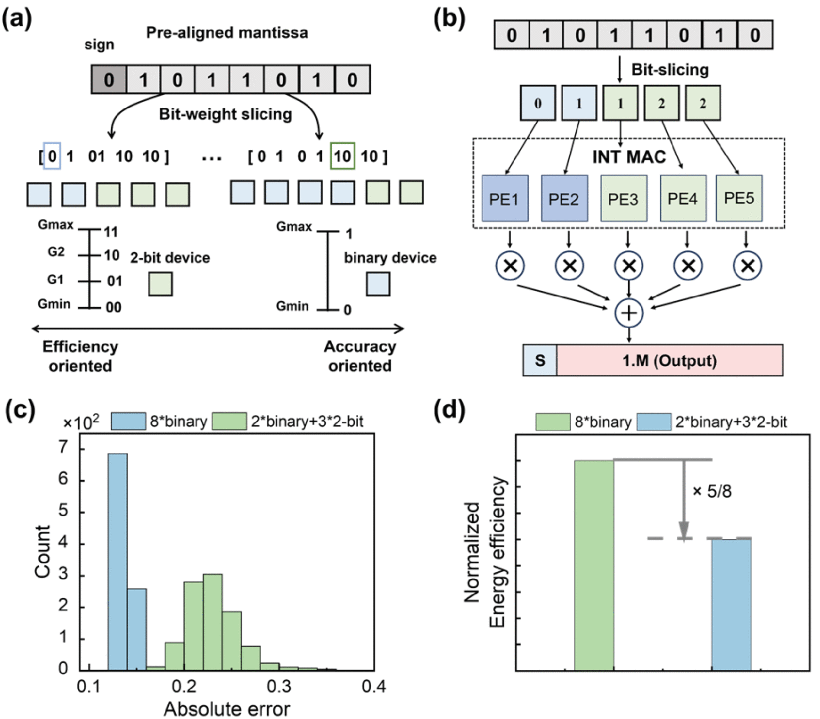 (a)
Pre-aligned mantissa
sign
0 1 0 1 1 0 1 0
Bit-weight slicing
[ 0 1 01 10 10 ] ... [ 0 1 0 1 10 10 ]
Gmax 11
G2 10
G1 01
Gmin 00
2-bit device
Gmax 1
Gmin 0
binary device
Efficiency
oriented
Accuracy
oriented
(b)
0 1 0 1 1 0 1 0
Bit-slicing
0 1 1 2 2
INT MAC
PE1 PE2 PE3 PE4 PE5
× × × × ×
+
S 1.M (Output)
(c)
×10²
8*binary 2*binary+3*2-bit
7
6
5
4
3
2
1
0
Count
0.1 0.2 0.3 0.4
Absolute error
(d)
8*binary 2*binary+3*2-bit
× 5/8
Normalized
Energy efficiency